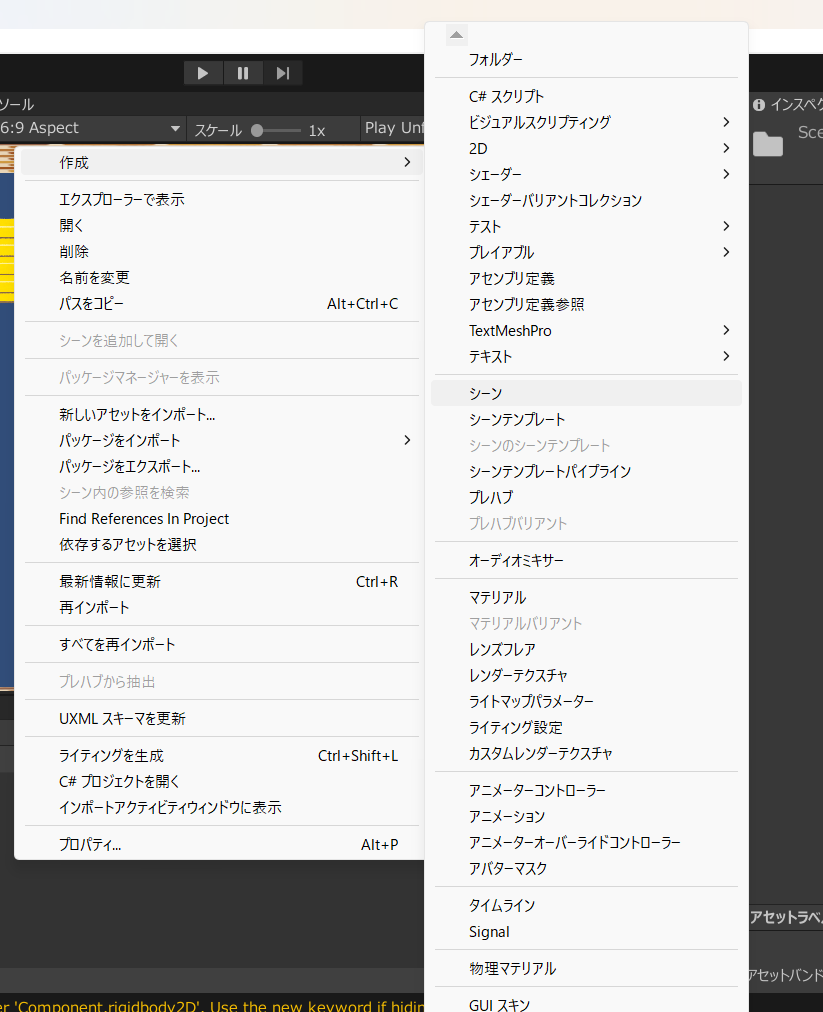 ソール
6:9 Aspect
スケール
1x
Play Unf
作成
エクスプローラーで表示
開く
削除
名前を変更
パスをコピー Alt+Ctrl+C
シーンを追加して開く
パッケージマネージャーを表示
新しいアセットをインポート...
パッケージをインポート
パッケージをエクスポート...
シーン内の参照を検索
Find References In Project
依存するアセットを選択
最新情報に更新 Ctrl+R
再インポート
すべてを再インポート
プレハブから抽出
UXML スキーマを更新
ライティングを生成 Ctrl+Shift+L
C# プロジェクトを開く
インポートアクティビティウィンドウに表示
プロパティ... Alt+P
フォルダー
C# スクリプト
ビジュアルスクリプティング
2D
シェーダー
シェーダーバリアントコレクション
テスト
プレイアブル
アセンブリ定義
アセンブリ定義参照
TextMeshPro
テキスト
シーン
シーンテンプレート
シーンのシーンテンプレート
シーンテンプレートパイプライン
プレハブ
プレハブバリアント
オーディオミキサー
マテリアル
マテリアルバリアント
レンズフレア
レンダーテクスチャ
ライトマップパラメーター
ライティング設定
カスタムレンダーテクスチャ
アニメーターコントローラー
アニメーション
アニメーターオーバーライドコントローラー
アバターマスク
タイムライン
Signal
物理マテリアル
GUI スキン
インスペク
Sce
アセットラベ
アセットバンド
er 'Component.rigidbody2D'. Use the new keyword if hidin